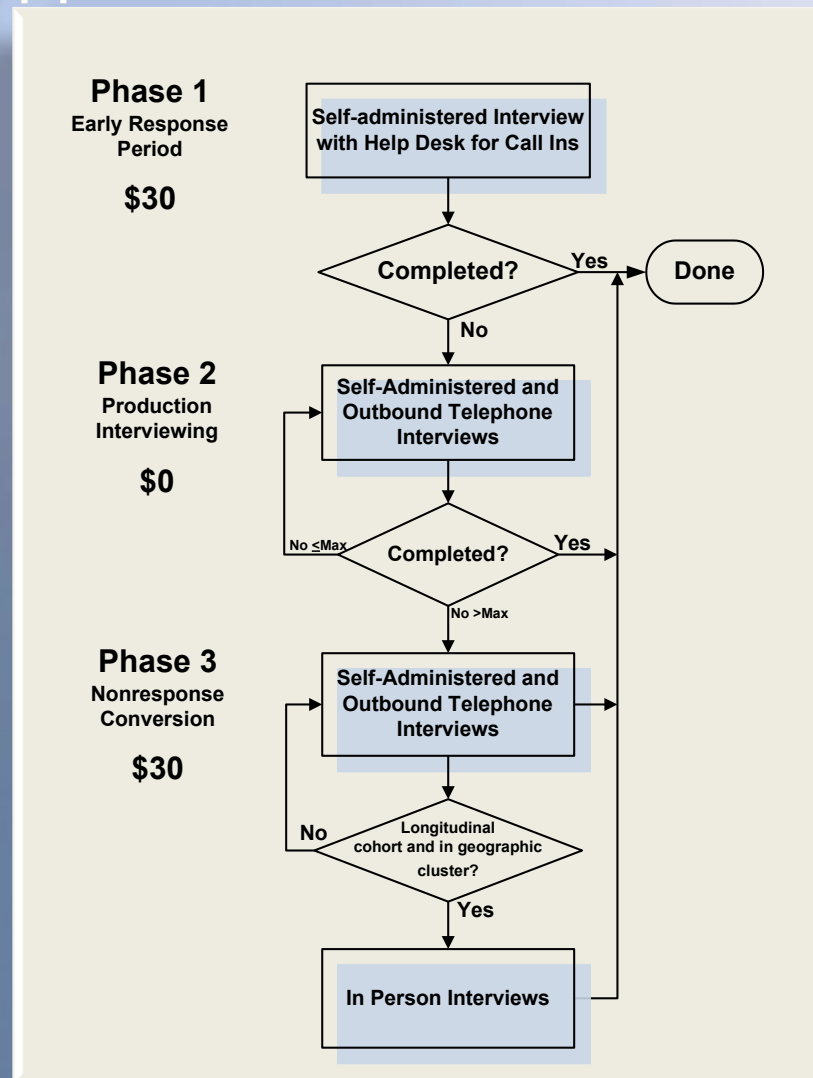 Phase 1
Early Response
Period
$30
Self-administered Interview
with Help Desk for Call Ins
Completed?
Yes
Done
No
Phase 2
Production
Interviewing
$0
Self-Administered and
Outbound Telephone
Interviews
No ≤Max
Completed?
Yes
No >Max
Phase 3
Nonresponse
Conversion
$30
Self-Administered and
Outbound Telephone
Interviews
No
Longitudinal
cohort and in geographic
cluster?
Yes
In Person Interviews